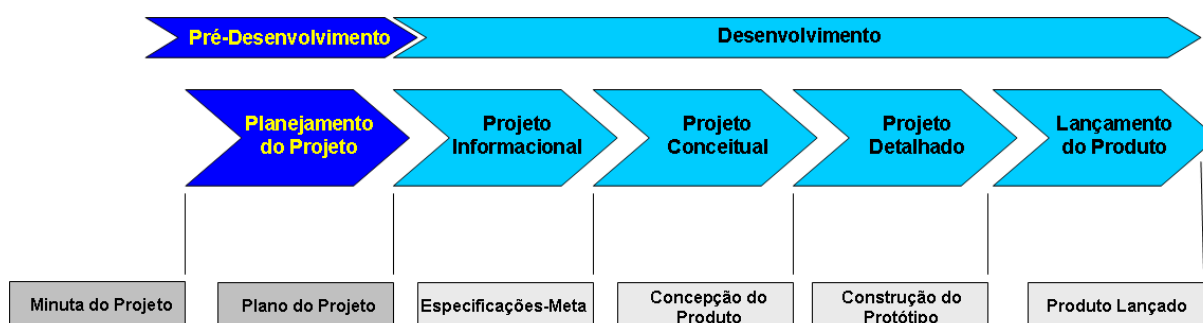 Pré-Desenvolvimento
Desenvolvimento
Planejamento
do Projeto
Projeto
Informacional
Projeto
Conceitual
Projeto
Detalhado
Lançamento
do Produto
Minuta do Projeto
Plano do Projeto
Especificações-Meta
Concepção do
Produto
Construção do
Protótipo
Produto Lançado